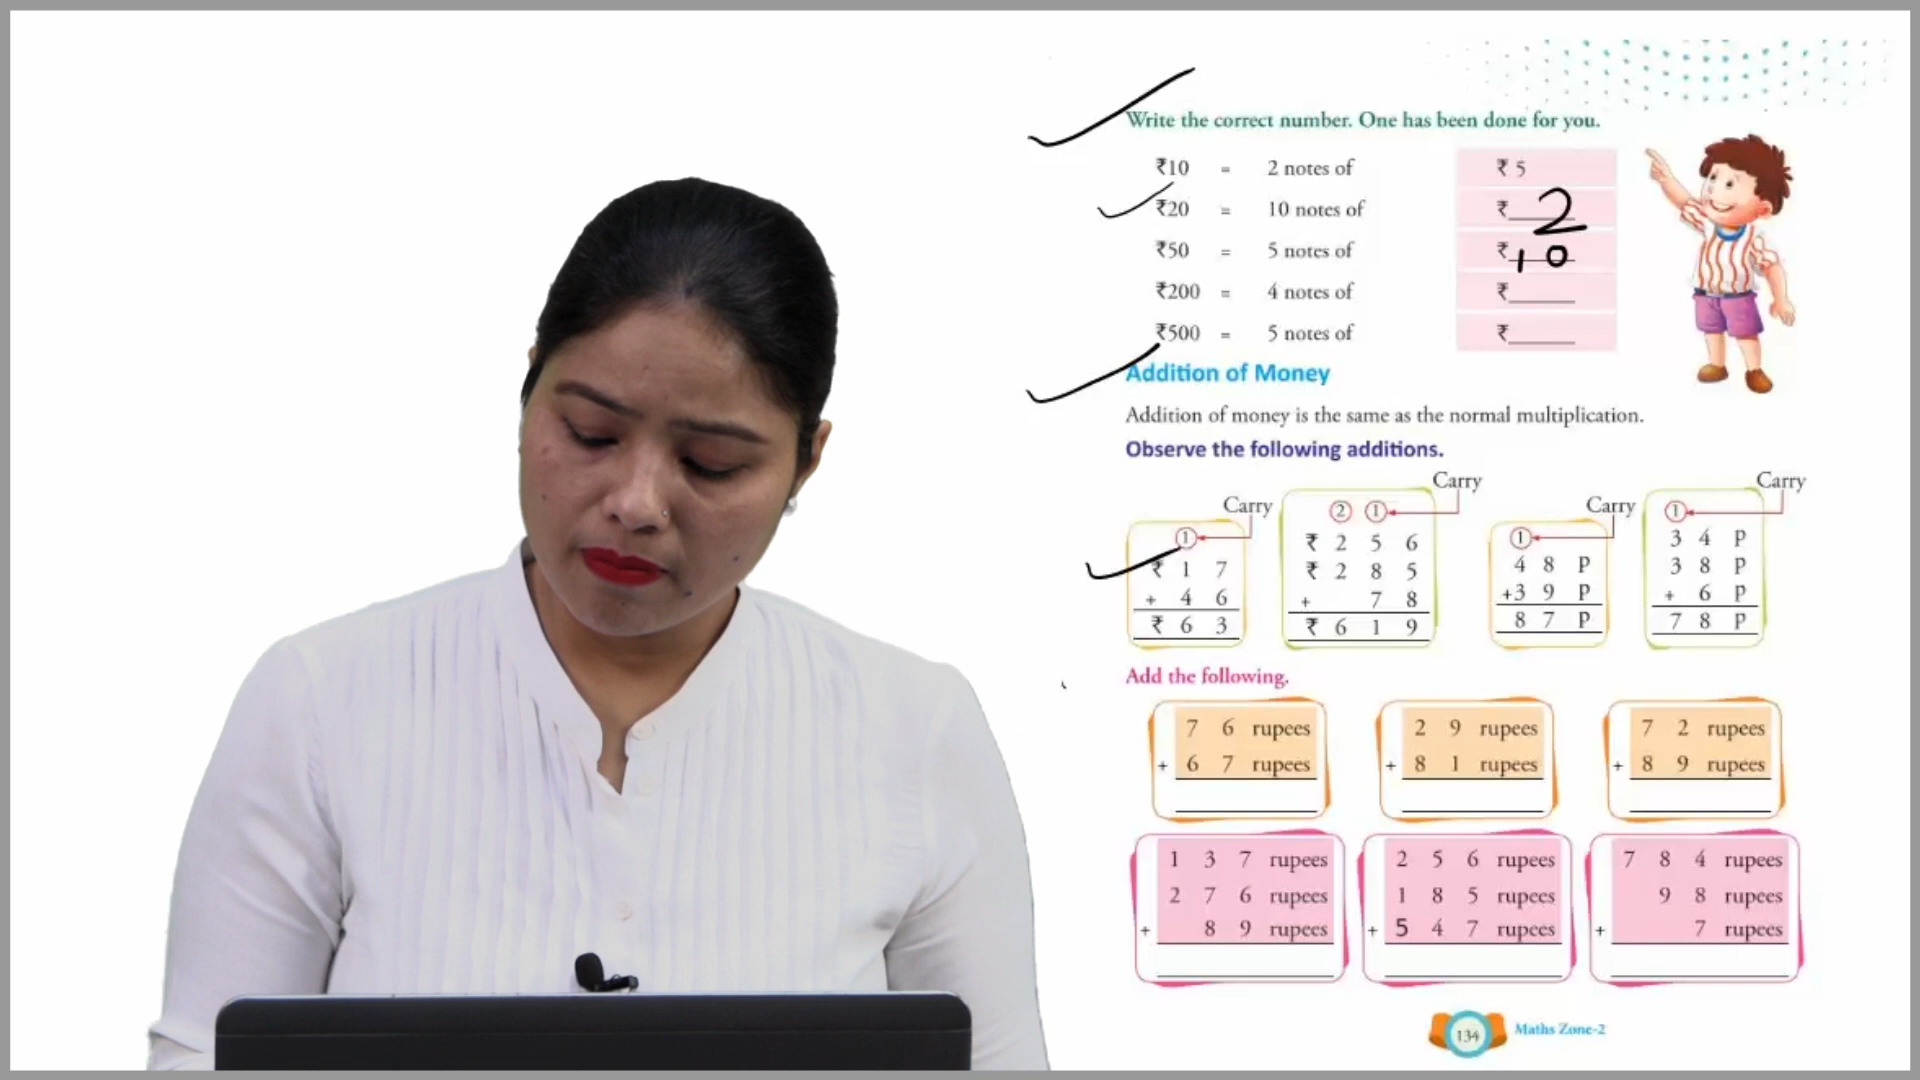 Write the correct number. One has been done for you.
₹10 = 2 notes of ₹ 5
₹20 = 10 notes of ₹ 2
₹50 = 5 notes of ₹ 10
₹200 = 4 notes of ₹______
₹500 = 5 notes of ₹______
Addition of Money
Addition of money is the same as the normal multiplication.
Observe the following additions.
Carry
1
₹ 1 7
+ 4 6
₹ 6 3
Carry
2 1
₹ 2 5 6
₹ 2 8 5
+ 7 8
₹ 6 1 9
Carry
1
4 8 P
+3 9 P
8 7 P
Carry
1
3 4 P
3 8 P
+ 6 P
7 8 P
Add the following.
7 6 rupees
+ 6 7 rupees
2 9 rupees
+ 8 1 rupees
7 2 rupees
+ 8 9 rupees
1 3 7 rupees
2 7 6 rupees
+ 8 9 rupees
2 5 6 rupees
1 8 5 rupees
+ 5 4 7 rupees
7 8 4 rupees
9 8 rupees
+ 7 rupees
134 Maths Zone-2